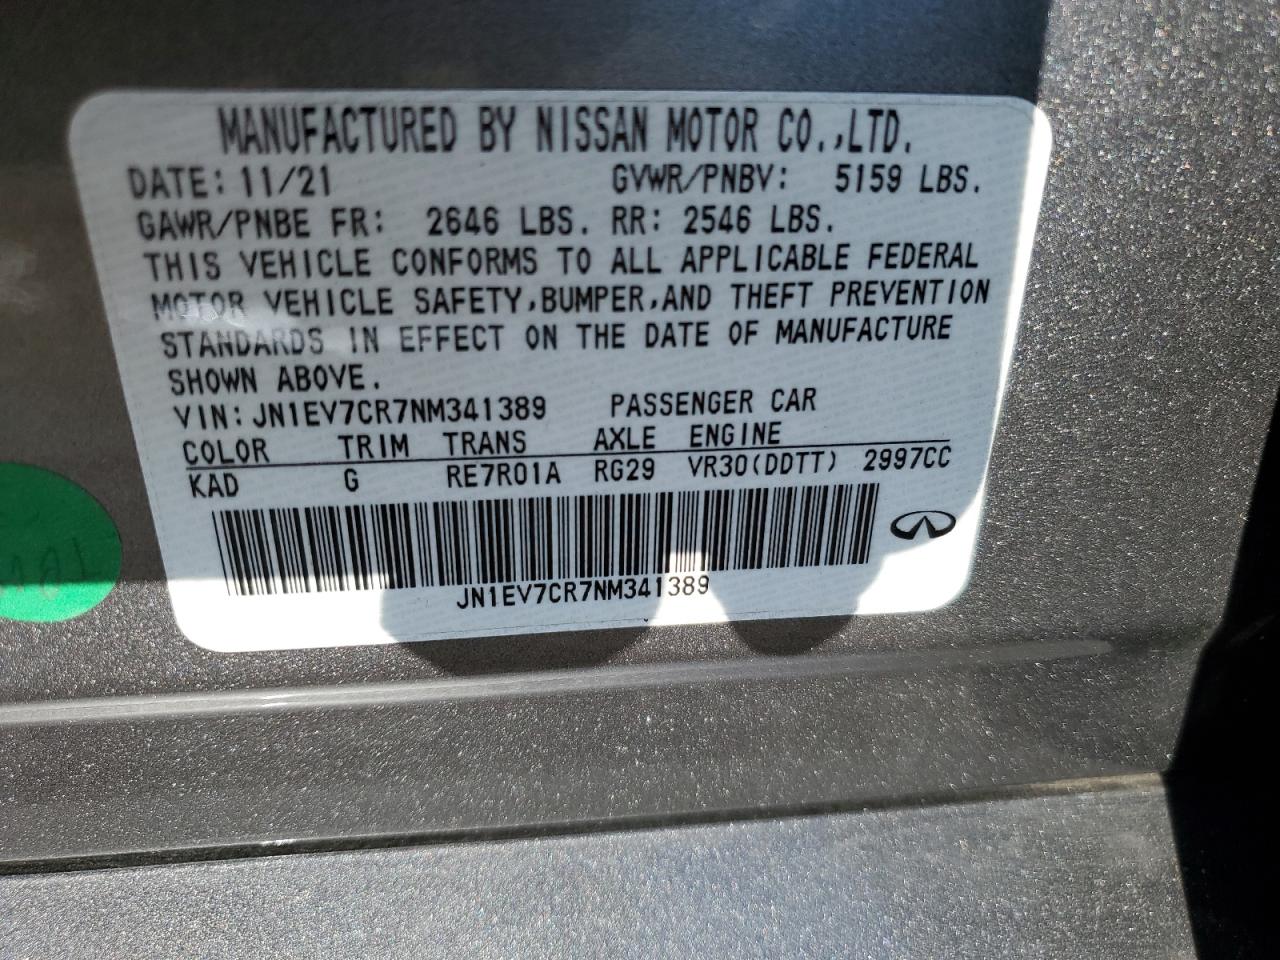 MANUFACTURED BY NISSAN MOTOR CO.,LTD.
DATE: 11/21 GVWR/PNBV: 5159 LBS.
GAWR/PNBE FR: 2646 LBS. RR: 2546 LBS.
THIS VEHICLE CONFORMS TO ALL APPLICABLE FEDERAL
MOTOR VEHICLE SAFETY,BUMPER,AND THEFT PREVENTION
STANDARDS IN EFFECT ON THE DATE OF MANUFACTURE
SHOWN ABOVE.
VIN: JN1EV7CR7NM341389 PASSENGER CAR
COLOR TRIM TRANS AXLE ENGINE
KAD G RE7R01A RG29 VR30(DDTT) 2997CC
JN1EV7CR7NM341389